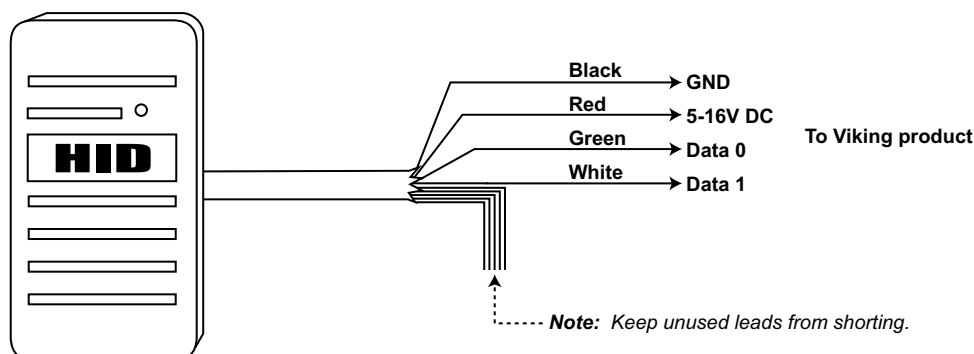 Black
GND
Red
5-16V DC
Green
Data 0
To Viking product
White
Data 1
HID
Note: Keep unused leads from shorting.